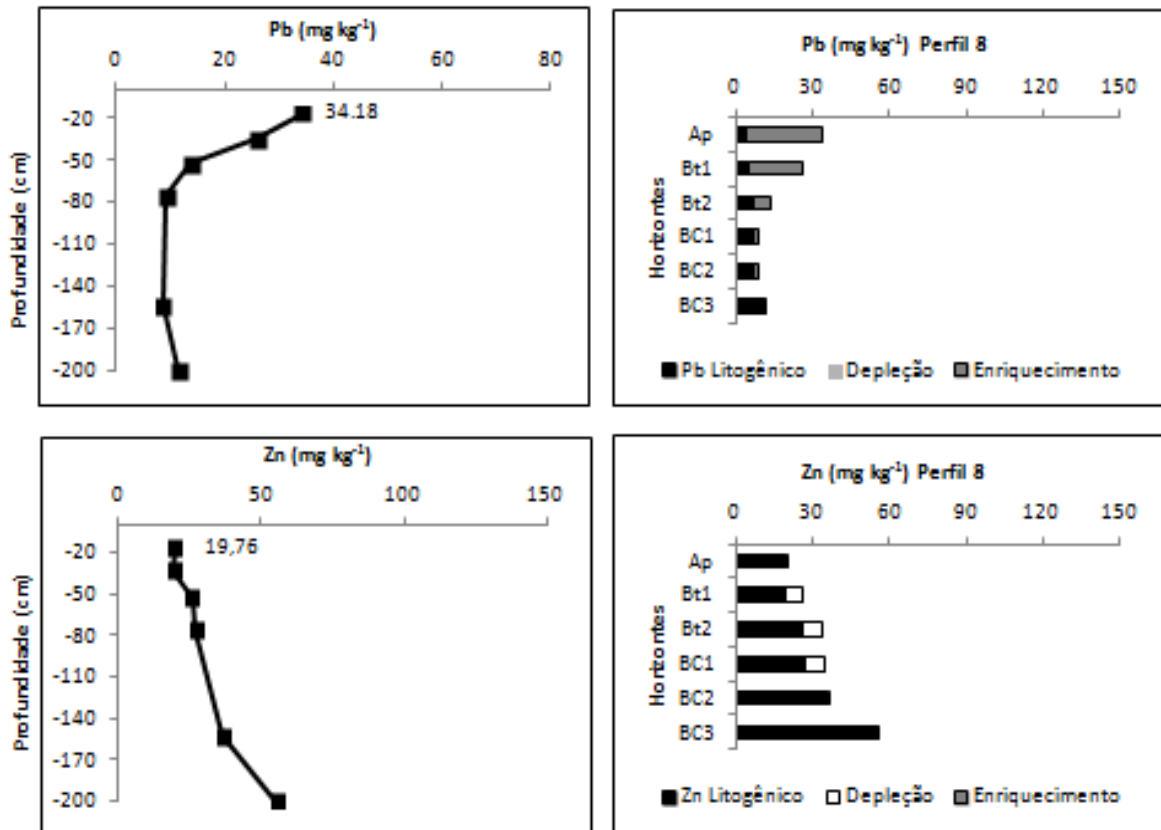 Pb (mg kg⁻¹)
0 20 40 60 80
Profundidade (cm)
-20
-50
-80
-110
-140
-170
-200
34.18
Pb (mg kg⁻¹) Perfil 8
0 30 60 90 120 150
Horizontes
Ap
Bt1
Bt2
BC1
BC2
BC3
Pb Litogênico Depleção Enriquecimento
Zn (mg kg⁻¹)
0 50 100 150
Profundidade (cm)
-20
-50
-80
-110
-140
-170
-200
19,76
Zn (mg kg⁻¹) Perfil 8
0 30 60 90 120 150
Horizontes
Ap
Bt1
Bt2
BC1
BC2
BC3
Zn Litogênico Depleção Enriquecimento